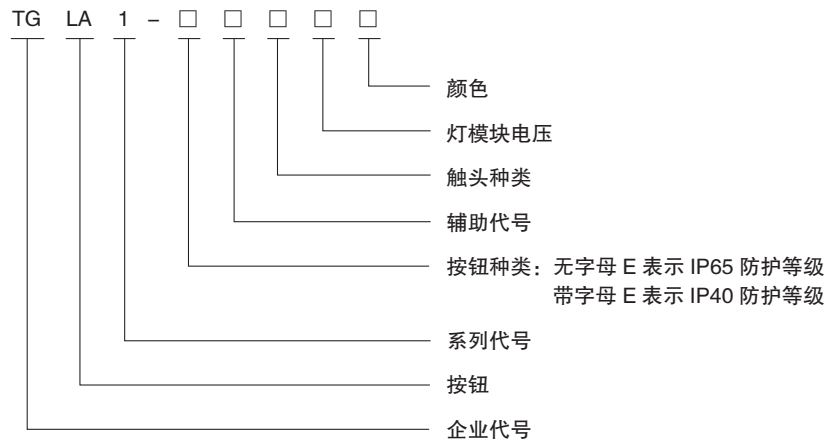 TG LA 1 – □ □ □ □ □
颜色
灯模块电压
触头种类
辅助代号
按钮种类：无字母 E 表示 IP65 防护等级
带字母 E 表示 IP40 防护等级
系列代号
按钮
企业代号